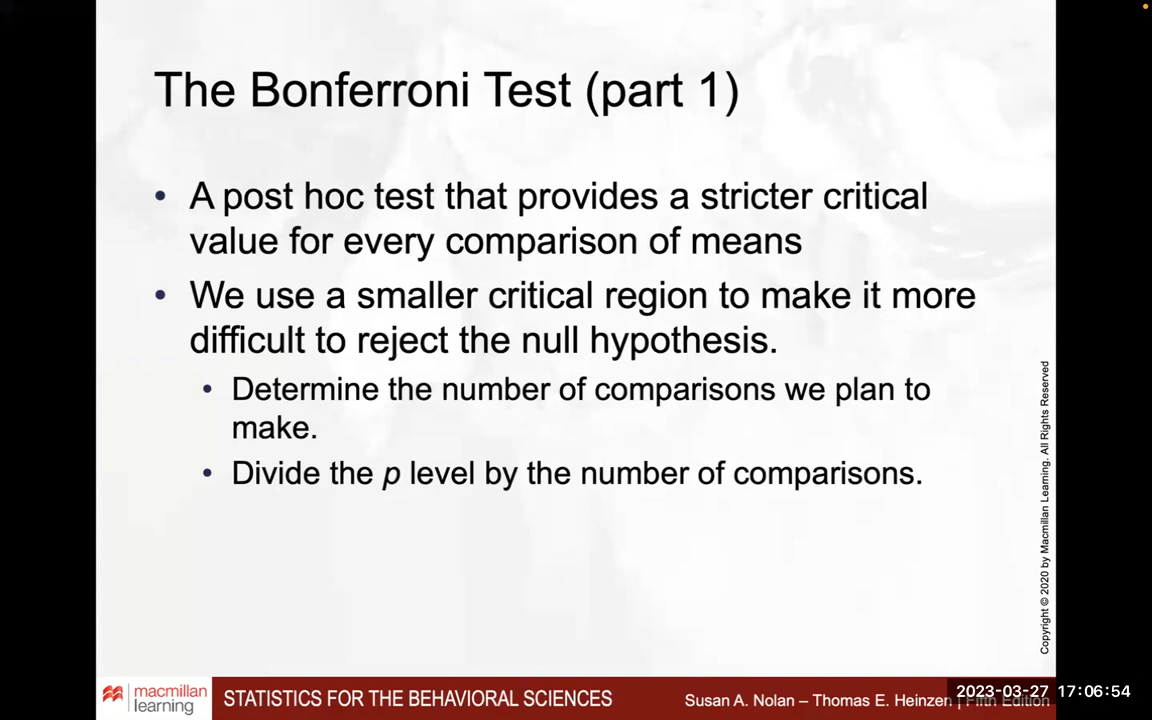 The Bonferroni Test (part 1)
• A post hoc test that provides a stricter critical
value for every comparison of means
• We use a smaller critical region to make it more
difficult to reject the null hypothesis.
• Determine the number of comparisons we plan to
make.
• Divide the p level by the number of comparisons.
Copyright © 2020 by Macmillan Learning. All Rights Reserved
macmillan
learning
STATISTICS FOR THE BEHAVIORAL SCIENCES
Susan A. Nolan – Thomas E. Heinzen | Fifth Edition
2023-03-27 17:06:54